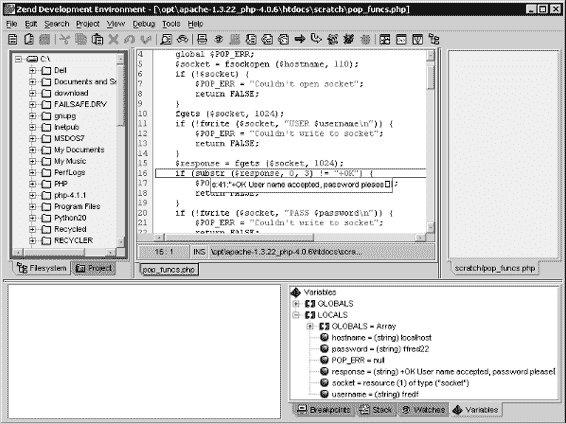 Zend Development Environment - [\opt\apache-1.3.22_php-4.0.6\htdocs\scratch\pop_funcs.php]
File Edit Search Project View Debug Tools Help
C:\
Dell
Documents and Se
download
FAILSAFE.DRV
gnupg
Inetpub
MSDOS7
My Documents
My Music
PerfLogs
PHP
php-4.1.1
Program Files
Python20
Recycled
RECYCLER
Filesystem Project
4 global $POP_ERR;
5 $socket = fsockopen ($hostname, 110);
6 if (!$socket) {
7 $POP_ERR = "Couldn't open socket";
8 return FALSE;
9 }
10 fgets ($socket, 1024);
11 if (!fwrite ($socket, "USER $username\n")) {
12 $POP_ERR = "Couldn't write to socket";
13 return FALSE;
14 }
15 $response = fgets ($socket, 1024);
16 if (substr ($response, 0, 3) != "+OK") {
17 $PO s:41:"+OK User name accepted, password please
18 return FALSE;
19 }
20 if (!fwrite ($socket, "PASS $password\n")) {
21 $POP_ERR = "Couldn't write to socket";
22 return FALSE;
16 : 1 INS \opt\apache-1.3.22_php-4.0.6\htdocs\scra...
pop_funcs.php
scratch/pop_funcs.php
Variables
GLOBALS
LOCALS
GLOBALS = Array
hostname = (string) localhost
password = (string) ffred22
POP_ERR = null
response = (string) +OK User name accepted, password please
socket = resource (1) of type ("socket")
username = (string) fredf
Breakpoints Stack Watches Variables